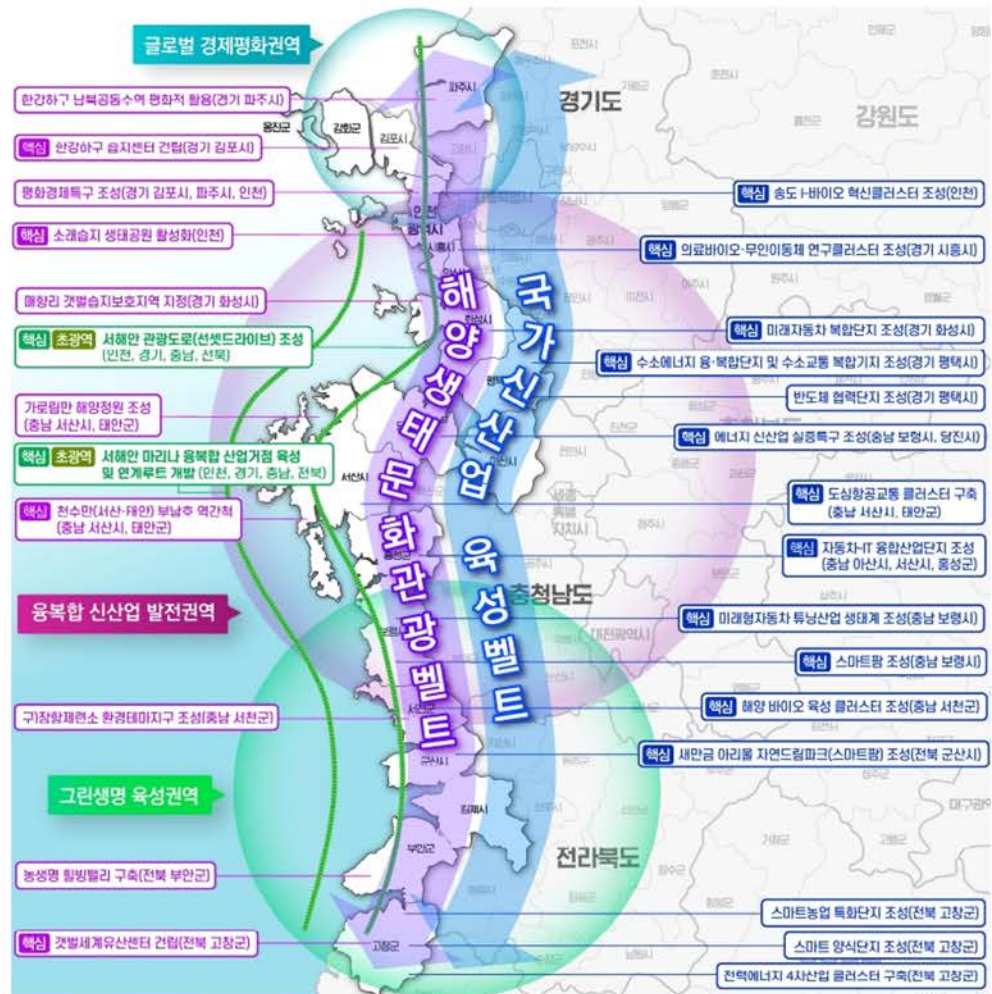 글로벌 경제평화권역
한강하구 남북공동수역 평화적 활용(경기 파주시)
핵심 한강하구 습지센터 건립(경기 김포시)
평화경제특구 조성(경기 김포시, 파주시, 인천)
핵심 소래습지 생태공원 활성화(인천)
매향리 갯벌습지보호지역 지정(경기 화성시)
핵심 초광역 서해안 관광도로(선셋드라이브) 조성
(인천, 경기, 충남, 전북)
가로림만 해양정원 조성
(충남 서산시, 태안군)
핵심 초광역 서해안 마리나 융복합 산업거점 육성
및 연계루트 개발 (인천, 경기, 충남, 전북)
핵심 천수만(서산·태안) 부남호 역간척
(충남 서산시, 태안군)
융복합 신산업 발전권역
구)장항제련소 환경테마지구 조성(충남 서천군)
그린생명 육성권역
농생명 힐링밸리 구축(전북 부안군)
핵심 갯벌세계유산센터 건립(전북 고창군)
해양생태문화관광벨트
국가신산업 육성벨트
핵심 송도 I-바이오 혁신클러스터 조성(인천)
핵심 의료바이오·무인이동체 연구클러스터 조성(경기 시흥시)
핵심 미래자동차 복합단지 조성(경기 화성시)
핵심 수소에너지 융·복합단지 및 수소교통 복합기지 조성(경기 평택시)
반도체 협력단지 조성(경기 평택시)
핵심 에너지 신산업 실증특구 조성(충남 보령시, 당진시)
핵심 도심항공교통 클러스터 구축
(충남 서산시, 태안군)
핵심 자동차-IT 융합산업단지 조성
(충남 아산시, 서산시, 홍성군)
핵심 미래형자동차 튜닝산업 생태계 조성(충남 보령시)
핵심 스마트팜 조성(충남 보령시)
핵심 해양 바이오 육성 클러스터 조성(충남 서천군)
핵심 새만금 아리울 자연드림파크(스마트팜) 조성(전북 군산시)
스마트농업 특화단지 조성(전북 고창군)
스마트 양식단지 조성(전북 고창군)
전력에너지 4차산업 클러스터 구축(전북 고창군)
경기도
강원도
충청남도
전라북도
대전광역시
파주시
옹진군
강화군
김포시
인천
광역시
시흥시
화성시
아산시
서산시
홍성군
보령시
서천군
군산시
김제시
부안군
고창군